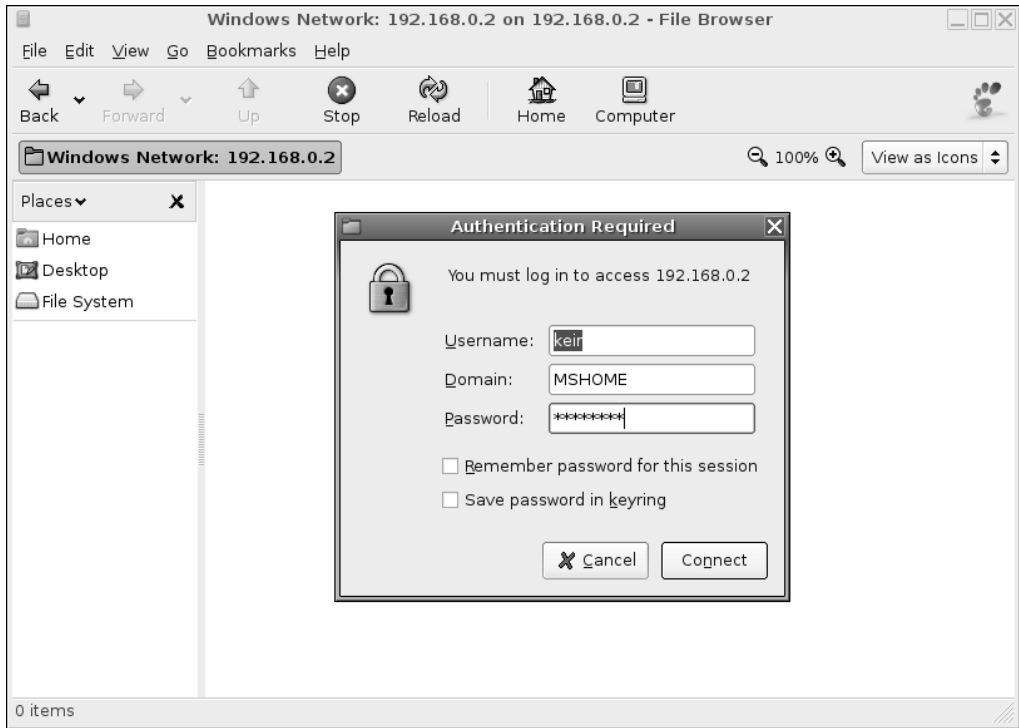 Windows Network: 192.168.0.2 on 192.168.0.2 - File Browser
File Edit View Go Bookmarks Help
Back Forward Up Stop Reload Home Computer
Windows Network: 192.168.0.2 100% View as Icons
Places
Home
Desktop
File System
Authentication Required
You must log in to access 192.168.0.2
Username: keir
Domain: MSHOME
Password: ********
Remember password for this session
Save password in keyring
Cancel Connect
0 items